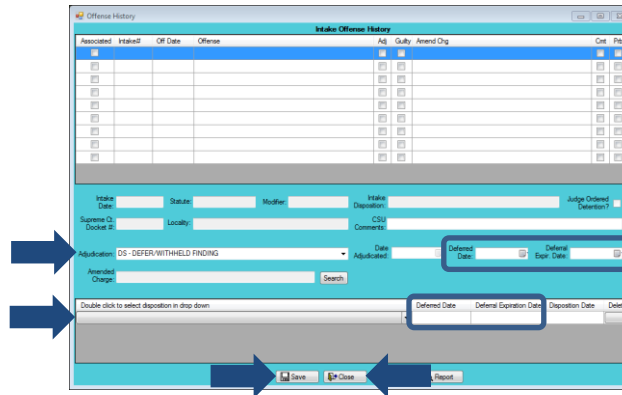 Offense History
Intake Offense History
Associated Intake# Off Date Offense Adj Guilty Amend Chg Cnt
Intake Date: Statute: Modifier: Intake Disposition: Judge Ordered Detention?
Supreme Ct. Docket #: Locality: CSU Comments:
Adjudication: DS - DEFER/WITHHELD FINDING Date Adjudicated: Deferred Date: Deferral Expir. Date:
Amended Charge: Search
Double click to select disposition in drop down Deferred Date Deferral Expiration Date Disposition Date
Save Close Report